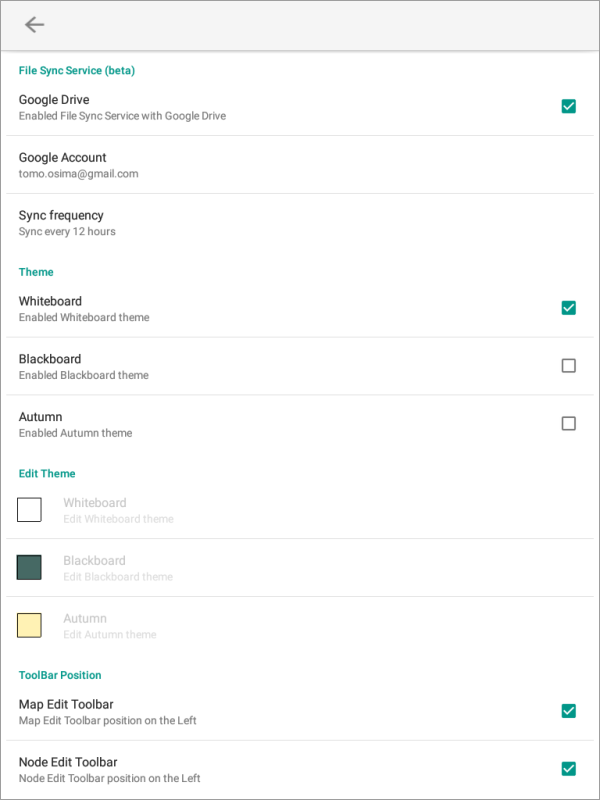 File Sync Service (beta)
Google Drive
Enabled File Sync Service with Google Drive
Google Account
tomo.osima@gmail.com
Sync frequency
Sync every 12 hours
Theme
Whiteboard
Enabled Whiteboard theme
Blackboard
Enabled Blackboard theme
Autumn
Enabled Autumn theme
Edit Theme
Whiteboard
Edit Whiteboard theme
Blackboard
Edit Blackboard theme
Autumn
Edit Autumn theme
ToolBar Position
Map Edit Toolbar
Map Edit Toolbar position on the Left
Node Edit Toolbar
Node Edit Toolbar position on the Left